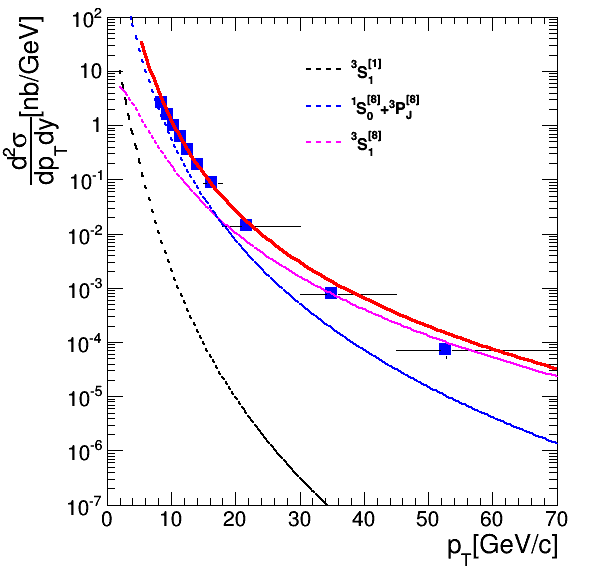 d²σ/dp_T dy [nb/GeV]
10²
10
1
10⁻¹
10⁻²
10⁻³
10⁻⁴
10⁻⁵
10⁻⁶
10⁻⁷
³S₁^[1]
¹S₀^[8]+³P_J^[8]
³S₁^[8]
0 10 20 30 40 50 60 70
p_T[GeV/c]